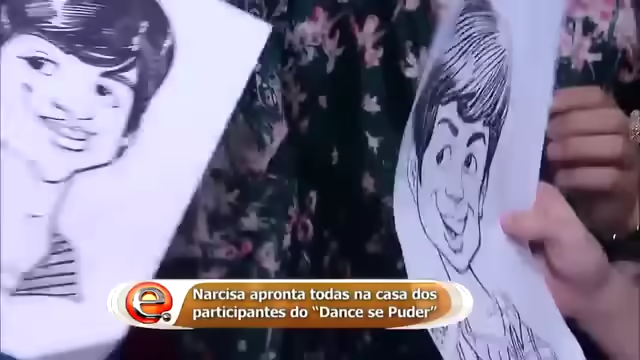 e.
Narcisa apronta todas na casa dos
participantes do “Dance se Puder”